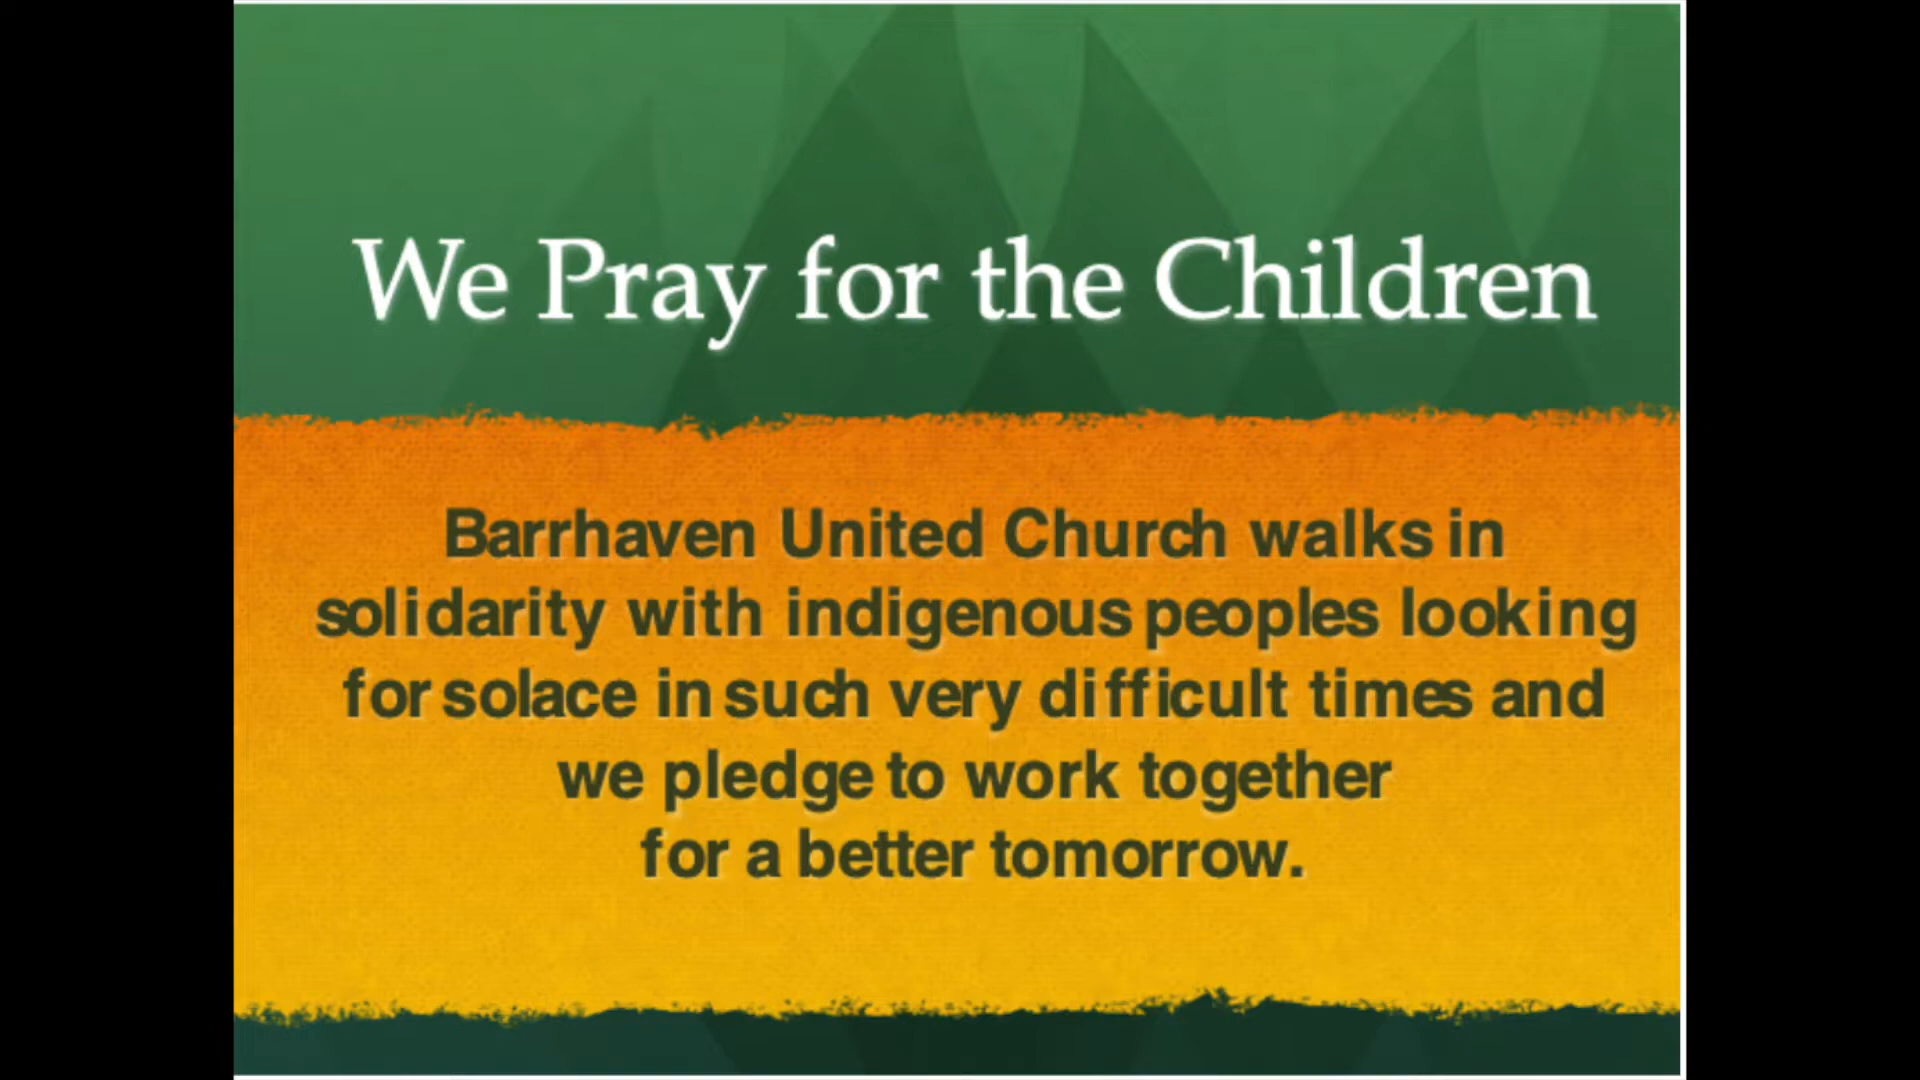 We Pray for the Children
Barrhaven United Church walks in
solidarity with indigenous peoples looking
for solace in such very difficult times and
we pledge to work together
for a better tomorrow.